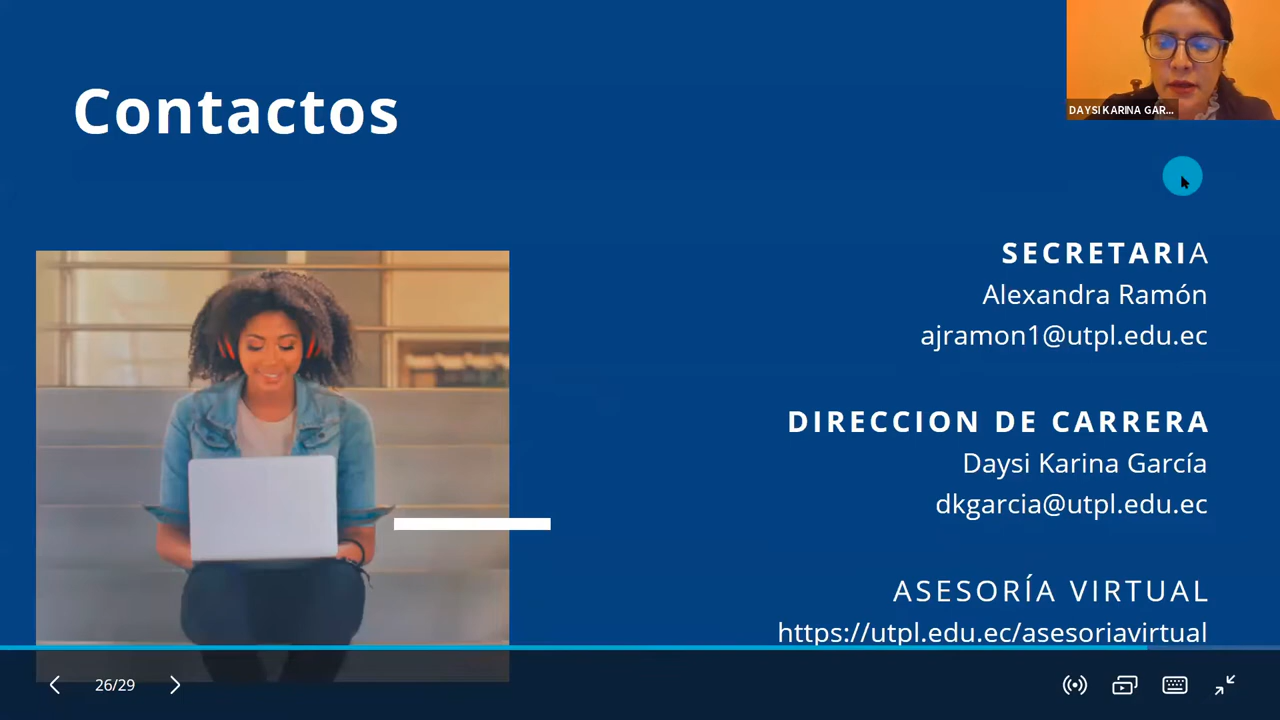 Contactos
DAYSI KARINA GAR...
SECRETARIA
Alexandra Ramón
ajramon1@utpl.edu.ec
DIRECCION DE CARRERA
Daysi Karina García
dkgarcia@utpl.edu.ec
ASESORÍA VIRTUAL
https://utpl.edu.ec/asesoriavirtual
26/29